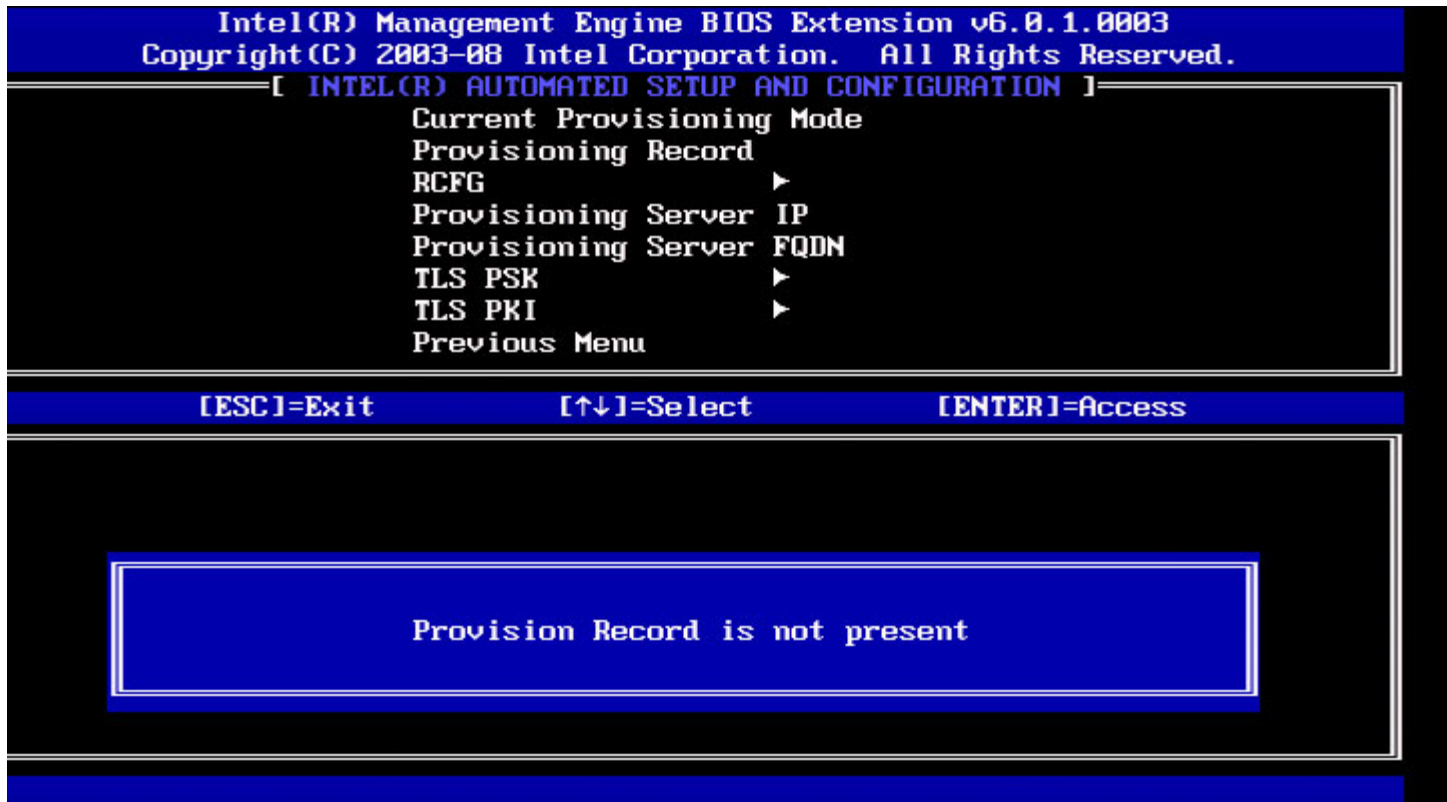 Intel(R) Management Engine BIOS Extension v6.0.1.0003
Copyright(C) 2003-08 Intel Corporation. All Rights Reserved.
[ INTEL(R) AUTOMATED SETUP AND CONFIGURATION ]
Current Provisioning Mode
Provisioning Record
RCFG ►
Provisioning Server IP
Provisioning Server FQDN
TLS PSK ►
TLS PKI ►
Previous Menu
[ESC]=Exit [↑↓]=Select [ENTER]=Access
Provision Record is not present